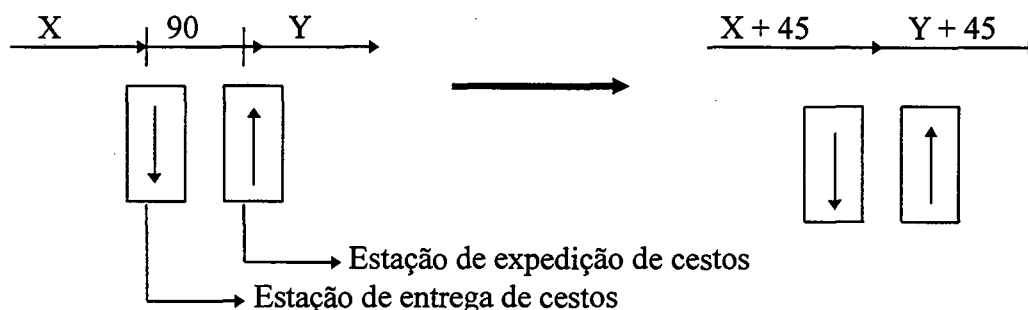 X 90 Y
X + 45 Y + 45
Estação de expedição de cestos
Estação de entrega de cestos